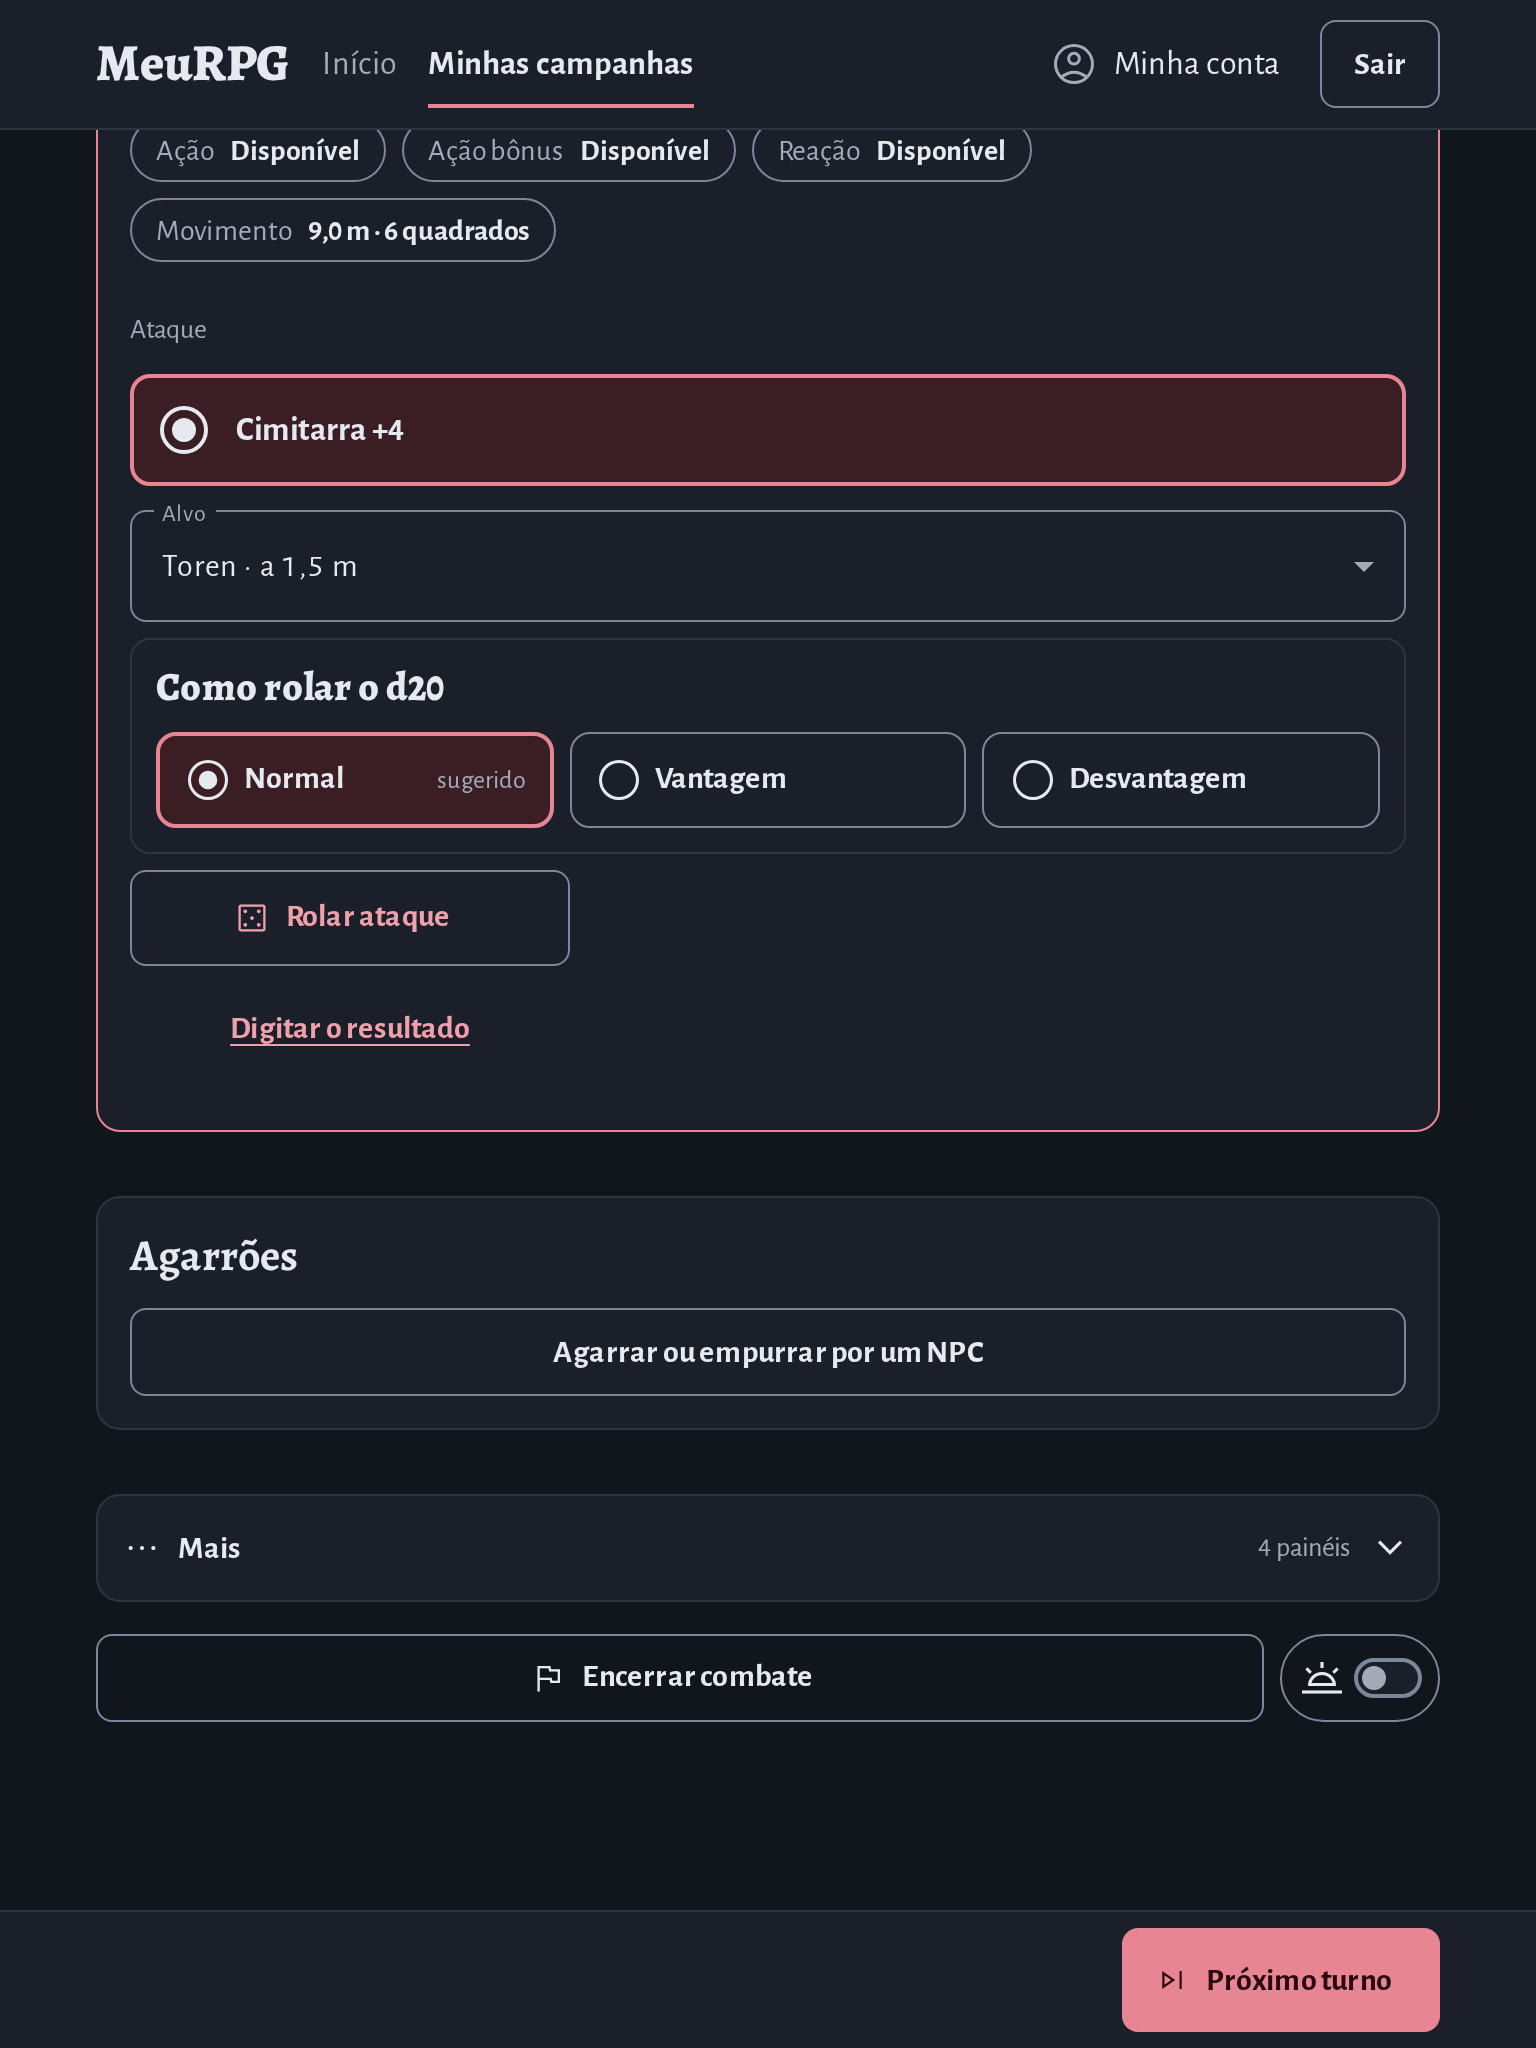 MeuRPG Início Minhas campanhas Minha conta Sair
Ação Disponível Ação bônus Disponível Reação Disponível
Movimento 9,0 m · 6 quadrados
Ataque
Cimitarra +4
Alvo
Toren · a 1,5 m
Como rolar o d20
Normal sugerido Vantagem Desvantagem
Rolar ataque
Digitar o resultado
Agarrões
Agarrar ou empurrar por um NPC
Mais 4 painéis
Encerrar combate
Próximo turno